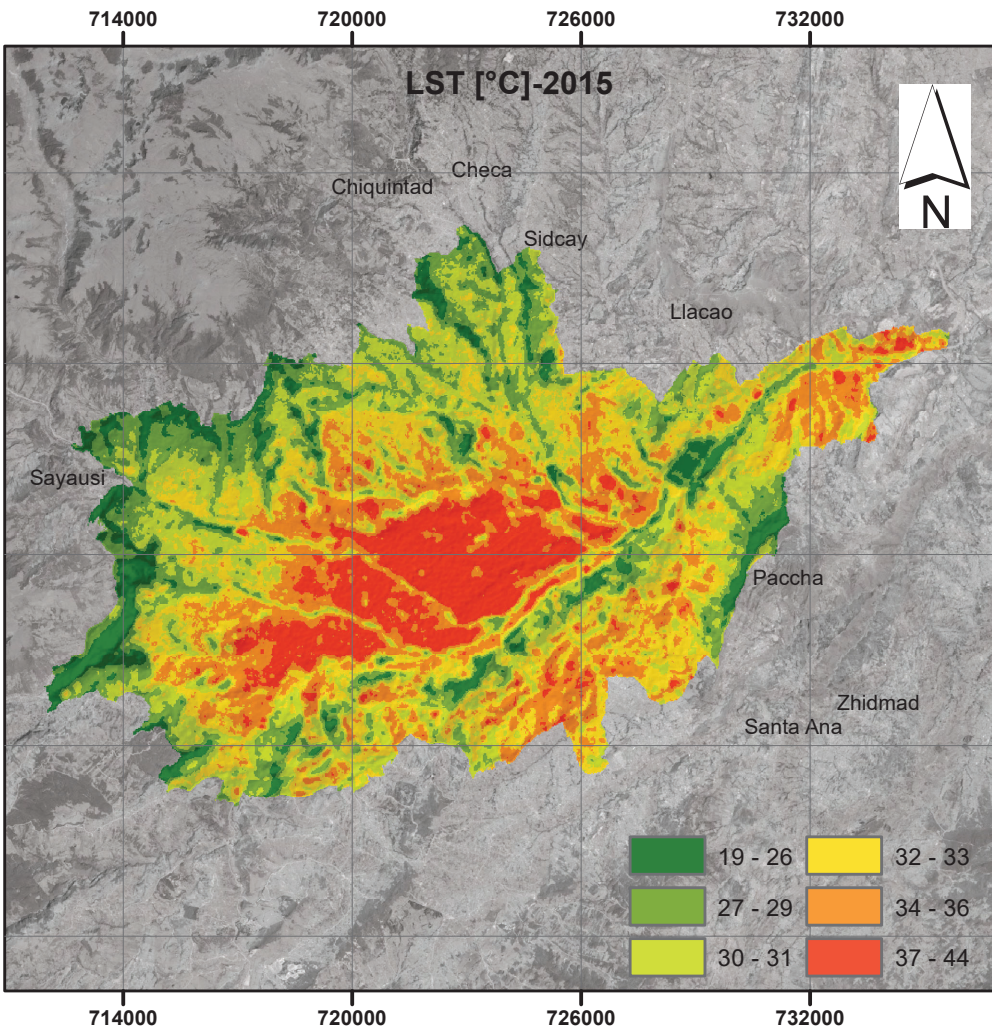 714000 720000 726000 732000
LST [°C]-2015
Checa
Chiquintad
N
Sidcay
Llacao
Sayausi
Paccha
Zhidmad
Santa Ana
19 - 26 32 - 33
27 - 29 34 - 36
30 - 31 37 - 44
714000 720000 726000 732000